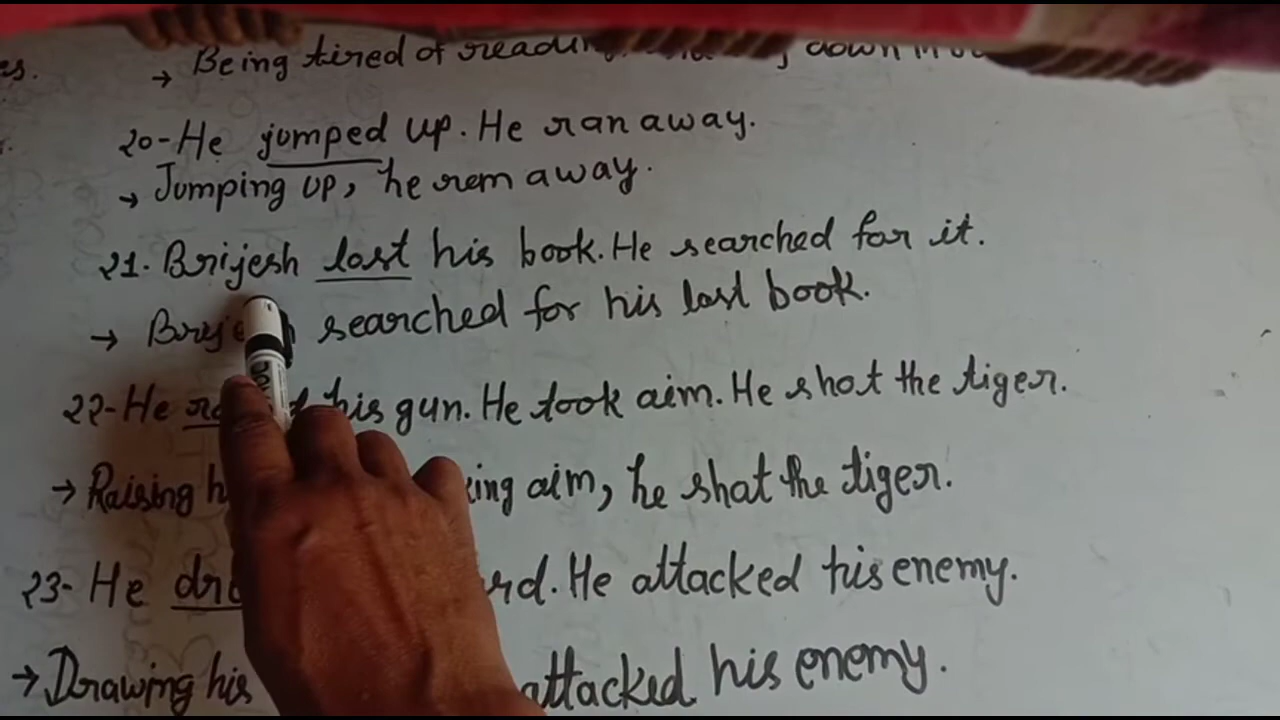 es.
→ Being tired of down
20-He jumped up. He ran away.
→ Jumping up, he ran away.
21. Brijesh lost his book. He searched for it.
→ searched for his lost book.
22-He his gun. He took aim. He shot the tiger.
→ Raising aim, he shot the tiger.
23- He He attacked his enemy.
→ Drawing his attacked his enemy.